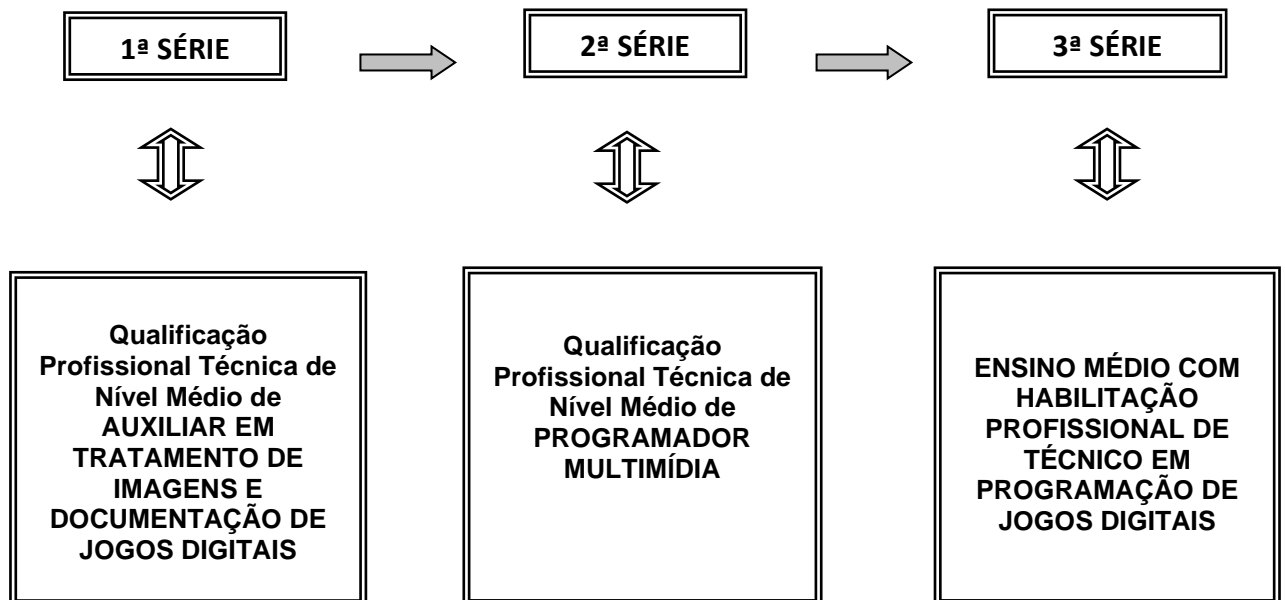 1ª SÉRIE
2ª SÉRIE
3ª SÉRIE
Qualificação
Profissional Técnica de
Nível Médio de
AUXILIAR EM
TRATAMENTO DE
IMAGENS E
DOCUMENTAÇÃO DE
JOGOS DIGITAIS
Qualificação
Profissional Técnica de
Nível Médio de
PROGRAMADOR
MULTIMÍDIA
ENSINO MÉDIO COM
HABILITAÇÃO
PROFISSIONAL DE
TÉCNICO EM
PROGRAMAÇÃO DE
JOGOS DIGITAIS